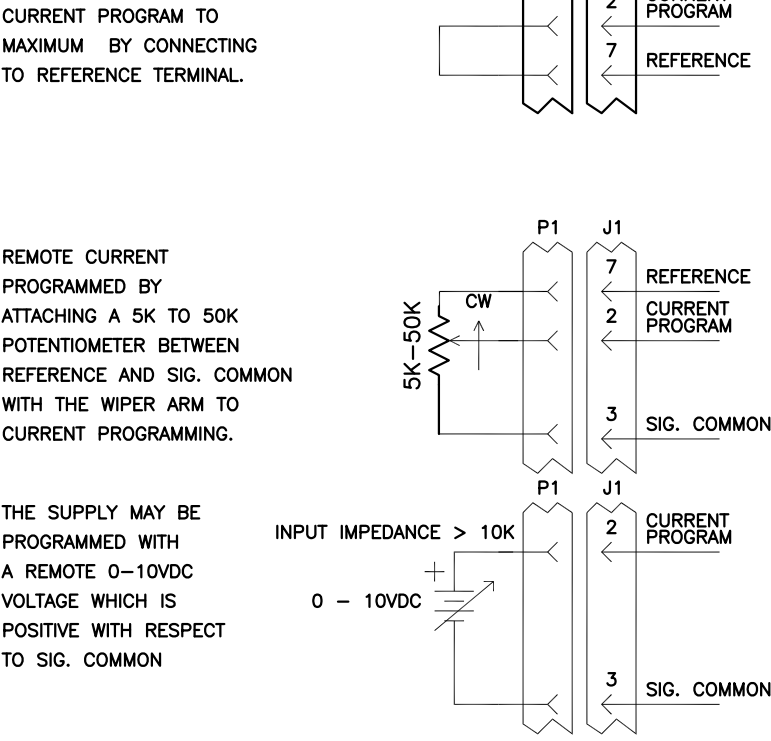 CURRENT PROGRAM TO
MAXIMUM BY CONNECTING
TO REFERENCE TERMINAL.
2
PROGRAM
7
REFERENCE
P1
J1
REMOTE CURRENT
PROGRAMMED BY
ATTACHING A 5K TO 50K
POTENTIOMETER BETWEEN
REFERENCE AND SIG. COMMON
WITH THE WIPER ARM TO
CURRENT PROGRAMMING.
5K–50K
CW
7
REFERENCE
2
CURRENT
PROGRAM
3
SIG. COMMON
P1
J1
THE SUPPLY MAY BE
PROGRAMMED WITH
A REMOTE 0–10VDC
VOLTAGE WHICH IS
POSITIVE WITH RESPECT
TO SIG. COMMON
INPUT IMPEDANCE > 10K
+
0 – 10VDC
2
CURRENT
PROGRAM
3
SIG. COMMON